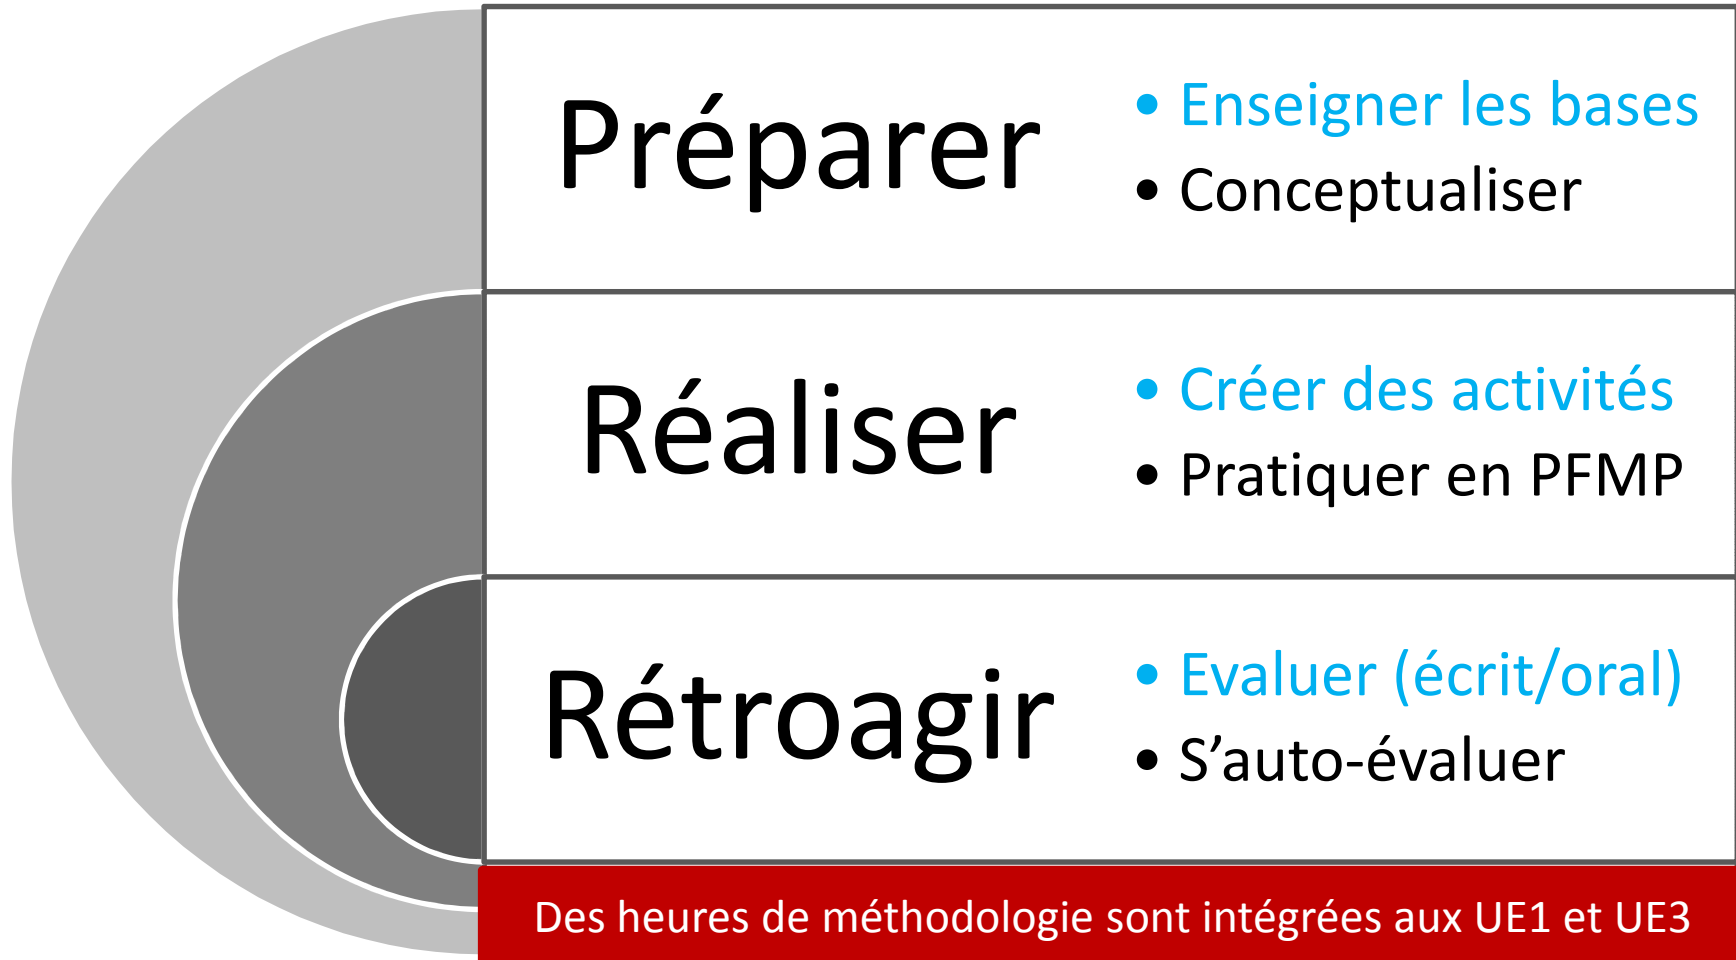 Préparer
• Enseigner les bases
• Conceptualiser
Réaliser
• Créer des activités
• Pratiquer en PFMP
Rétroagir
• Evaluer (écrit/oral)
• S’auto-évaluer
Des heures de méthodologie sont intégrées aux UE1 et UE3